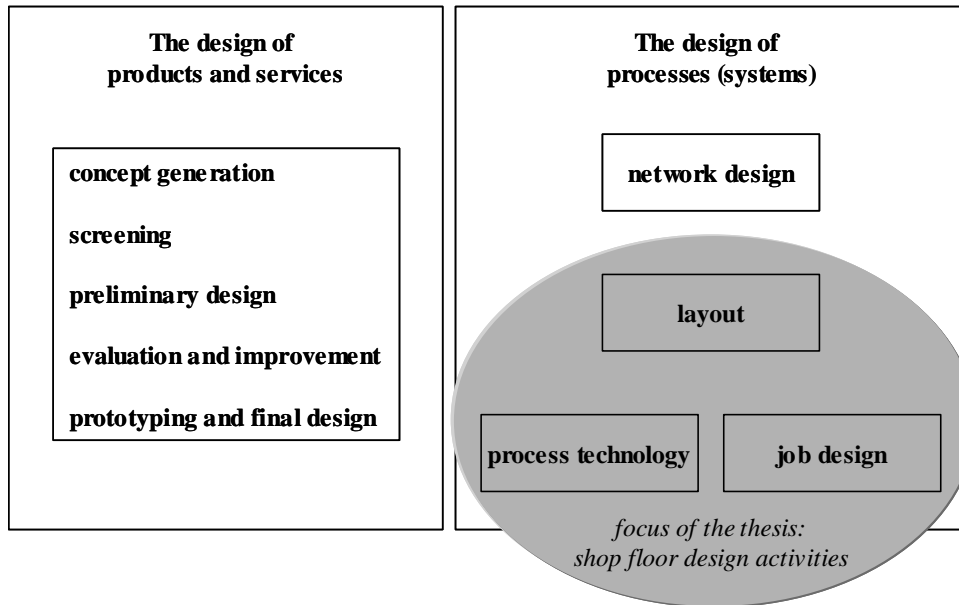 The design of
products and services
concept generation
screening
preliminary design
evaluation and improvement
prototyping and final design
The design of
processes (systems)
network design
layout
process technology
job design
focus of the thesis:
shop floor design activities